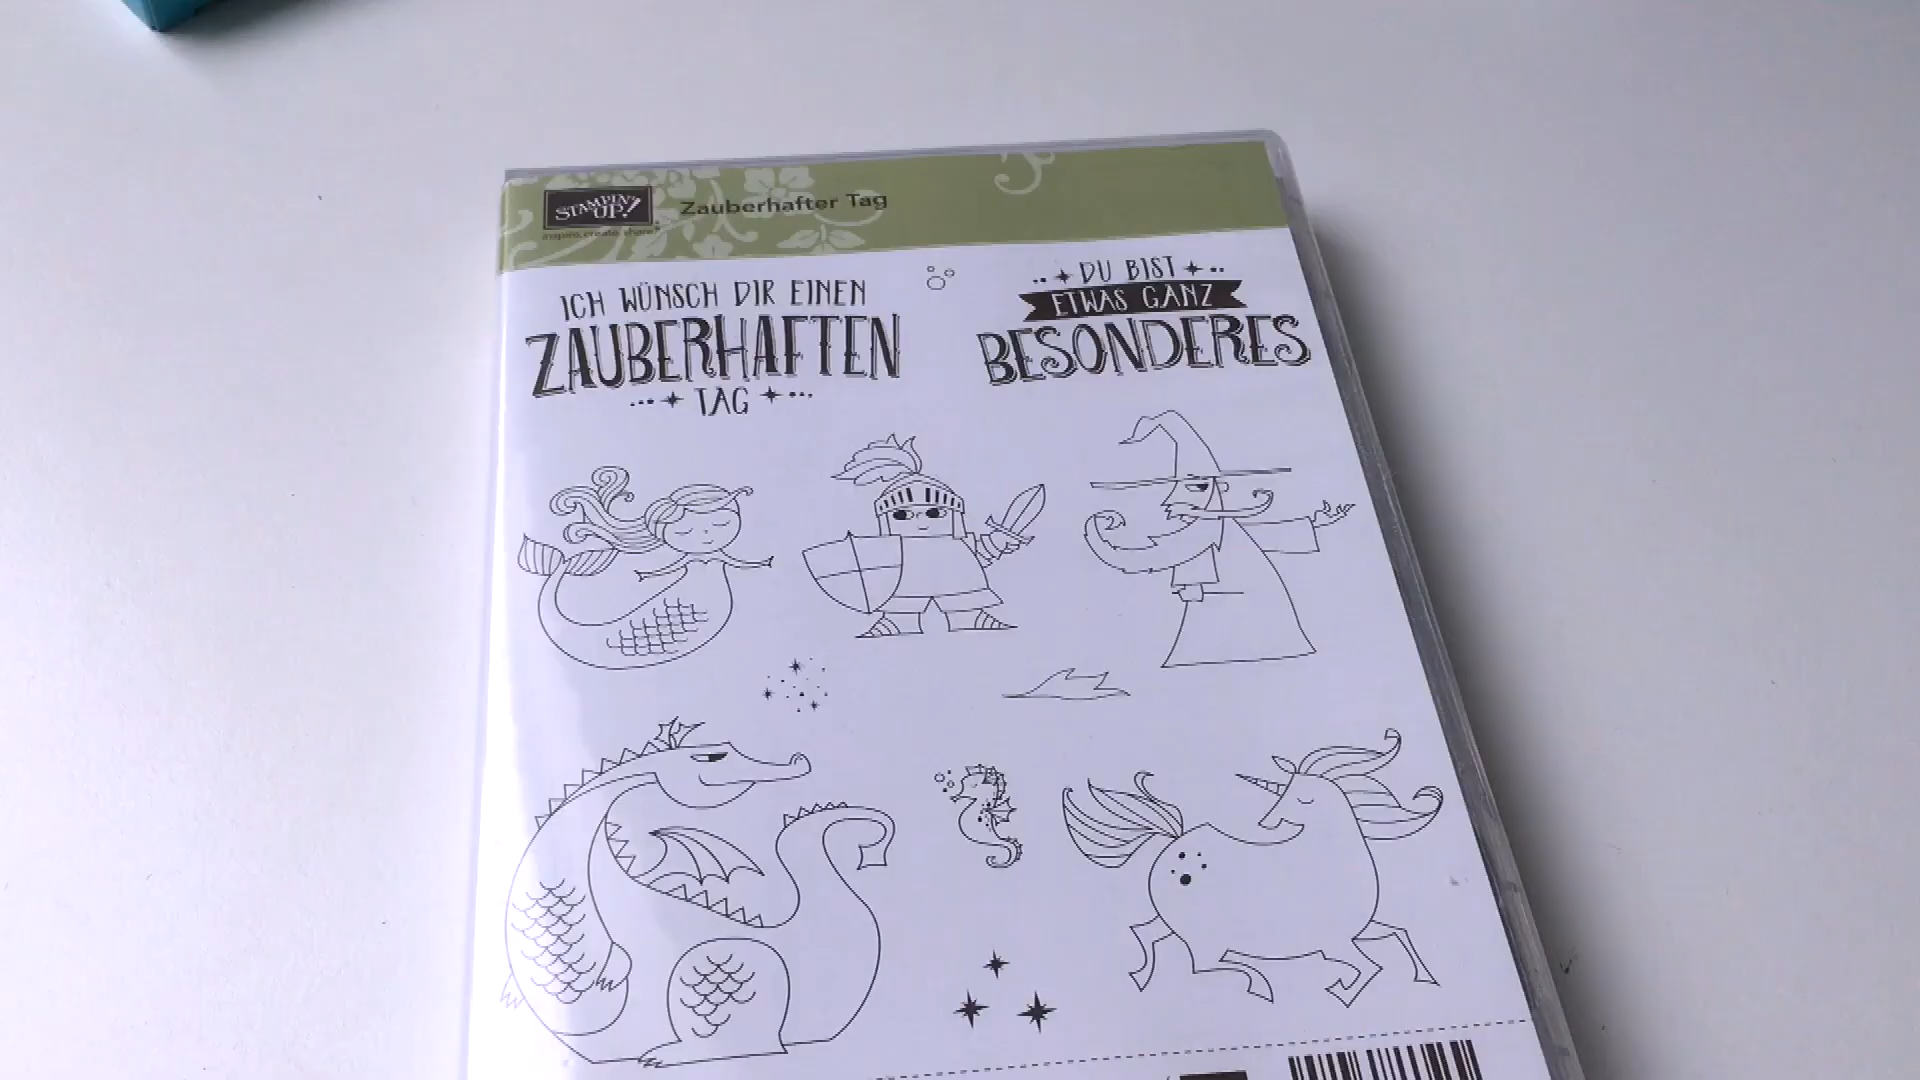 STAMPIN' UP!
inspire. create. share.
Zauberhafter Tag
ICH WÜNSCH DIR EINEN
ZAUBERHAFTEN
TAG
DU BIST
ETWAS GANZ
BESONDERES